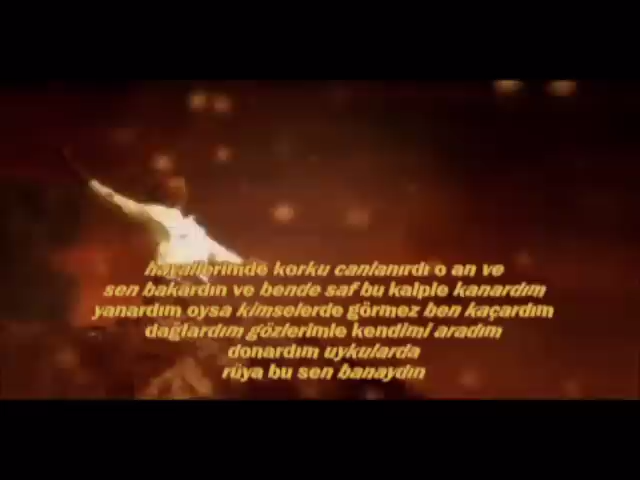 hayallerimde korku canlanırdı o an ve
sen bakardın ve bende saf bu kalple kanardım
yanardım oysa kimselerde görmez ben kaçardım
dağlardım gözlerimle kendimi aradım
donardım uykularda
rüya bu sen banaydın